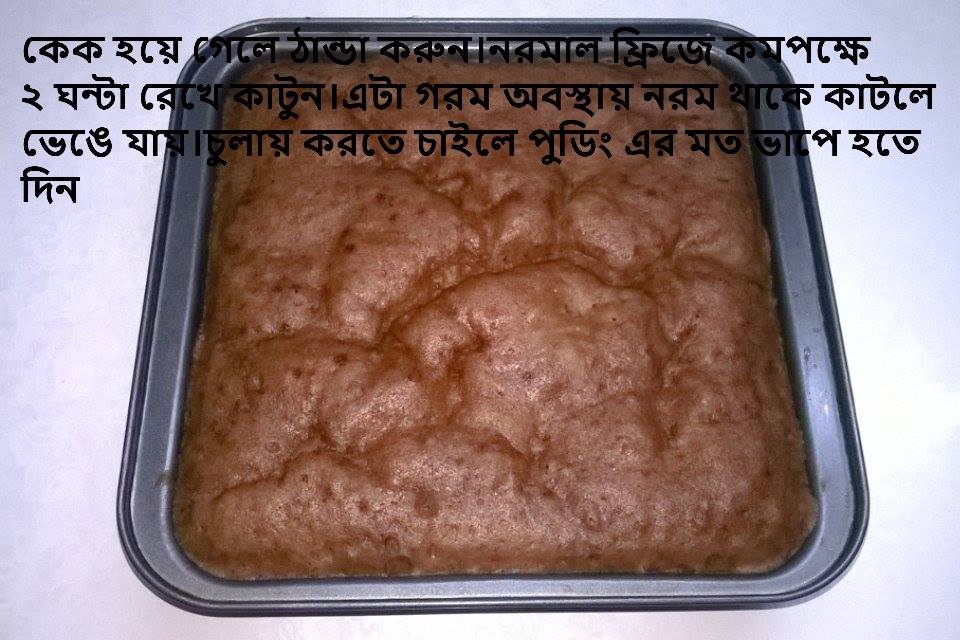 কেক হয়ে গেলে ঠান্ডা করুন।নরমাল ফ্রিজে কমপক্ষে
২ ঘন্টা রেখে কাটুন।এটা গরম অবস্থায় নরম থাকে কাটলে
ভেঙে যায়।চুলায় করতে চাইলে পুডিং এর মত ভাপে হতে
দিন